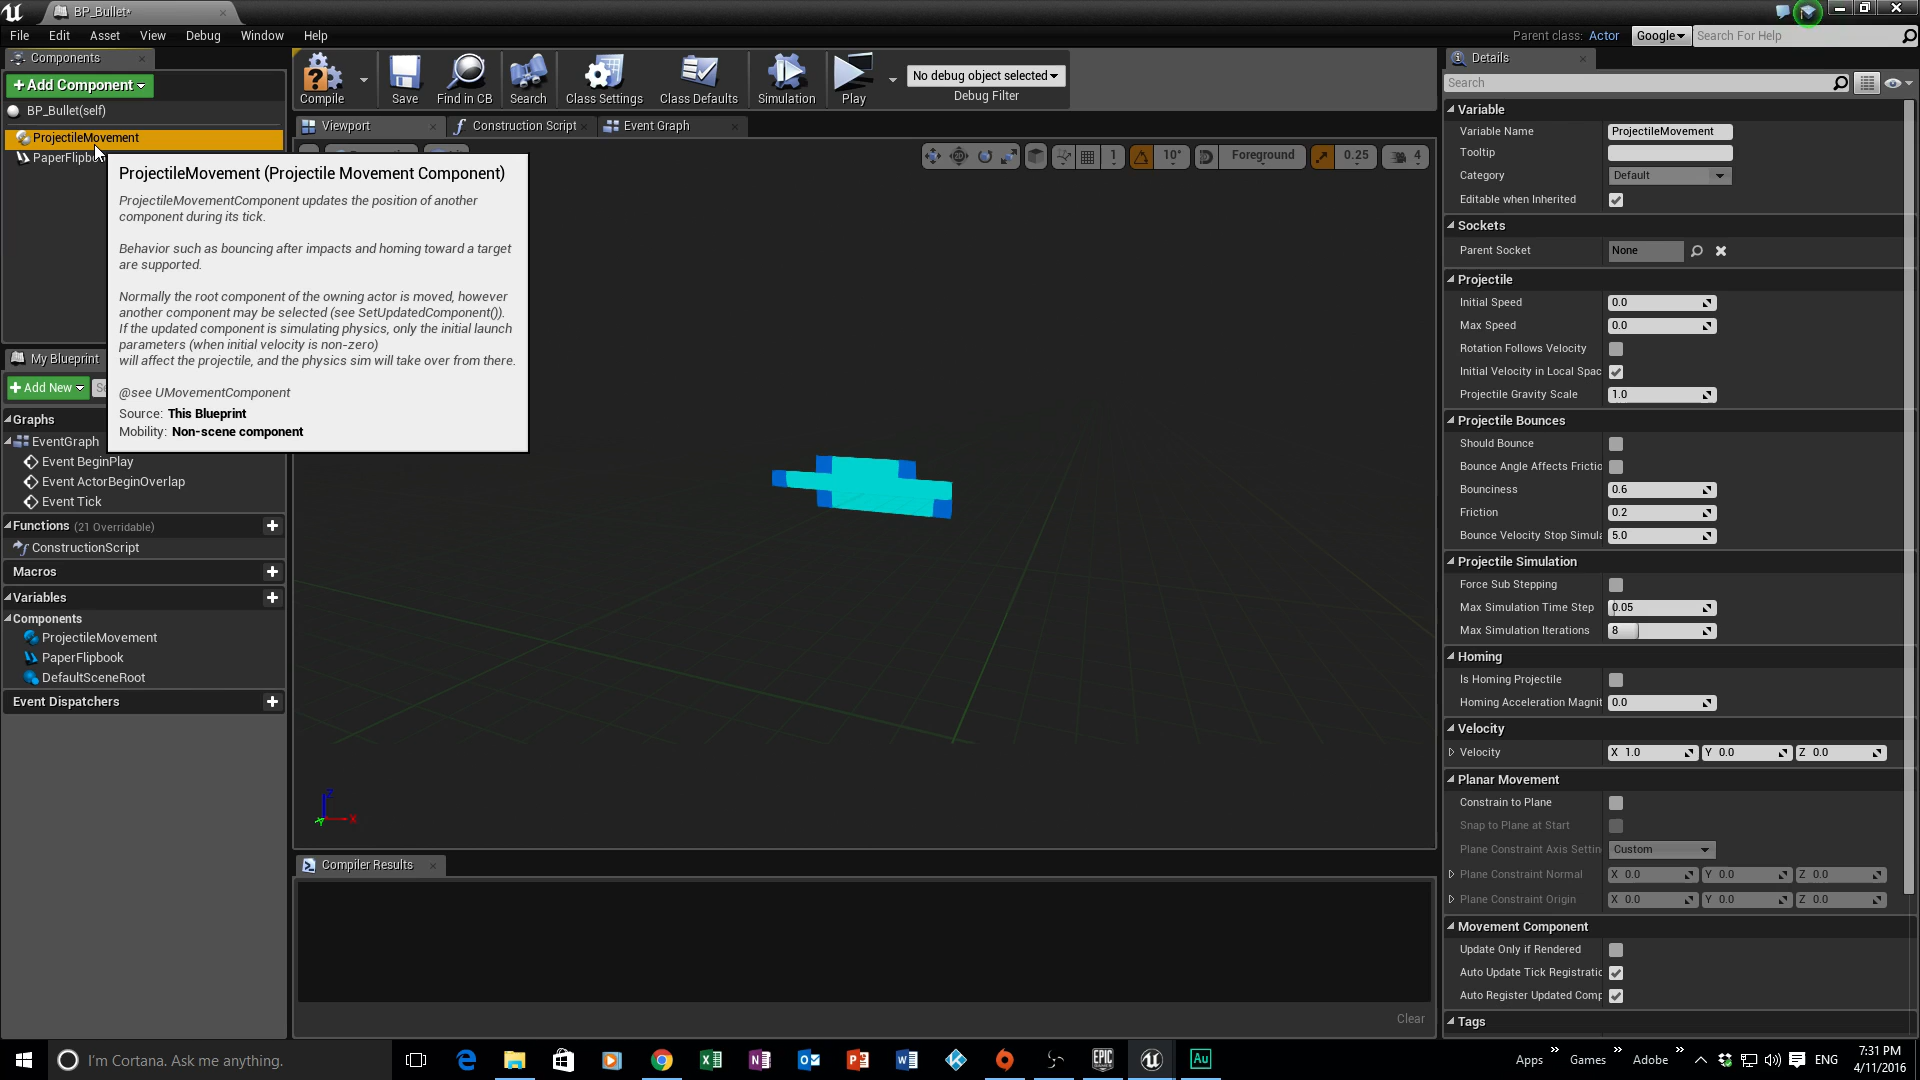 BP_Bullet*
File Edit Asset View Debug Window Help
Parent class: Actor Google Search For Help
Components
+Add Component
BP_Bullet(self)
ProjectileMovement
PaperFlipbo
ProjectileMovement (Projectile Movement Component)
ProjectileMovementComponent updates the position of another
component during its tick.
Behavior such as bouncing after impacts and homing toward a target
are supported.
Normally the root component of the owning actor is moved, however
another component may be selected (see SetUpdatedComponent()).
If the updated component is simulating physics, only the initial launch
parameters (when initial velocity is non-zero)
will affect the projectile, and the physics sim will take over from there.
@see UMovementComponent
Source: This Blueprint
Mobility: Non-scene component
My Blueprint
+Add New Se
Graphs
EventGraph
Event BeginPlay
Event ActorBeginOverlap
Event Tick
Functions (21 Overridable)
ConstructionScript
Macros
Variables
Components
ProjectileMovement
PaperFlipbook
DefaultSceneRoot
Event Dispatchers
Compile Save Find in CB Search Class Settings Class Defaults Simulation Play
No debug object selected
Debug Filter
Viewport Construction Script Event Graph
1 10° Foreground 0.25 4
Z
Y X
Compiler Results
Clear
Details
Search
Variable
Variable Name ProjectileMovement
Tooltip
Category Default
Editable when Inherited
Sockets
Parent Socket None
Projectile
Initial Speed 0.0
Max Speed 0.0
Rotation Follows Velocity
Initial Velocity in Local Spac
Projectile Gravity Scale 1.0
Projectile Bounces
Should Bounce
Bounce Angle Affects Frictio
Bounciness 0.6
Friction 0.2
Bounce Velocity Stop Simula 5.0
Projectile Simulation
Force Sub Stepping
Max Simulation Time Step 0.05
Max Simulation Iterations 8
Homing
Is Homing Projectile
Homing Acceleration Magnit 0.0
Velocity
Velocity X 1.0 Y 0.0 Z 0.0
Planar Movement
Constrain to Plane
Snap to Plane at Start
Plane Constraint Axis Settin Custom
Plane Constraint Normal X 0.0 Y 0.0 Z 0.0
Plane Constraint Origin X 0.0 Y 0.0 Z 0.0
Movement Component
Update Only if Rendered
Auto Update Tick Registratio
Auto Register Updated Comp
Tags
I'm Cortana. Ask me anything.
EPIC GAMES
Au
Apps » Games » Adobe » ENG
7:31 PM
4/11/2016